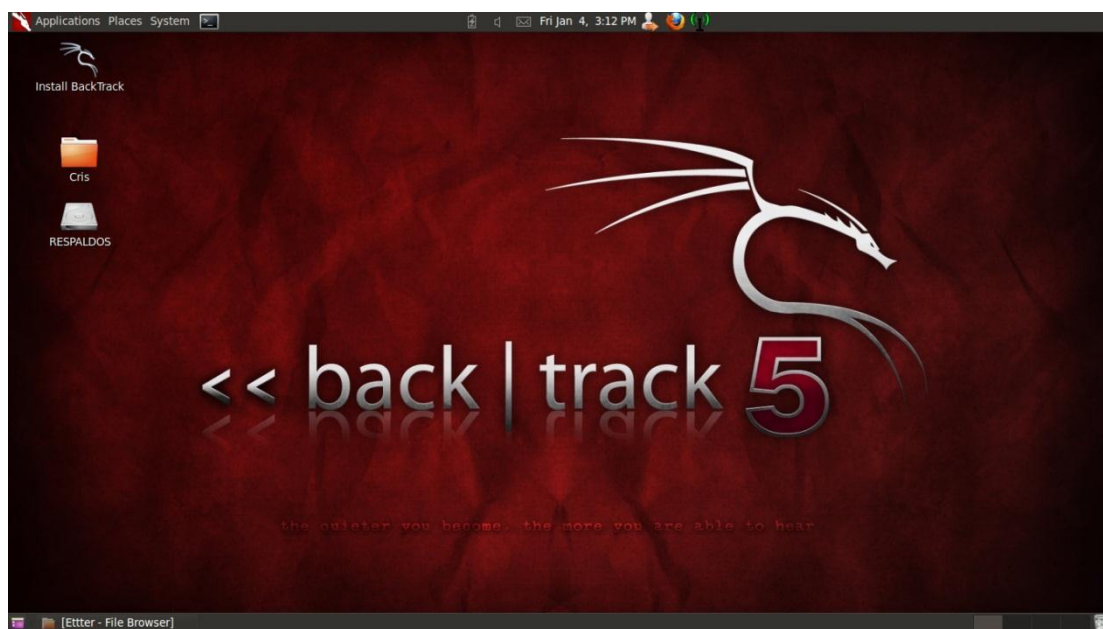 Applications Places System Fri Jan 4, 3:12 PM
Install BackTrack
Cris
RESPALDOS
<< back | track 5
the quieter you become, the more you are able to hear
[Ettter - File Browser]